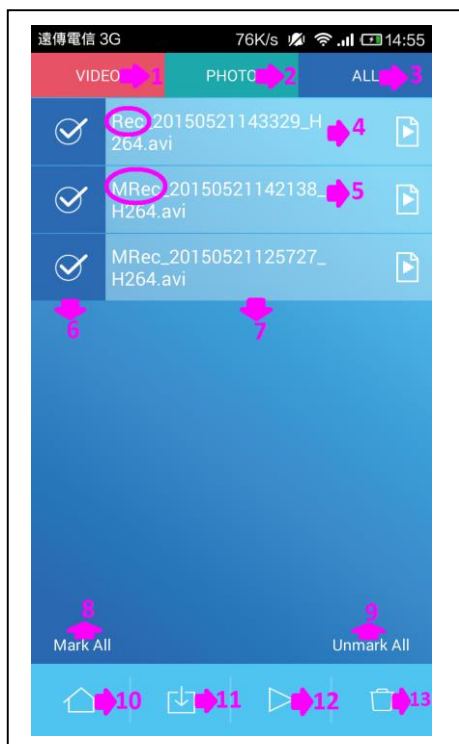 遠傳電信 3G 76K/s 14:55
VIDEO 1 PHOTO 2 ALL 3
Rec_20150521143329_H
264.avi
4
MRec_20150521142138_
H264.avi
5
MRec_20150521125727_
H264.avi
6 7
8 9
Mark All Unmark All
10 11 12 13